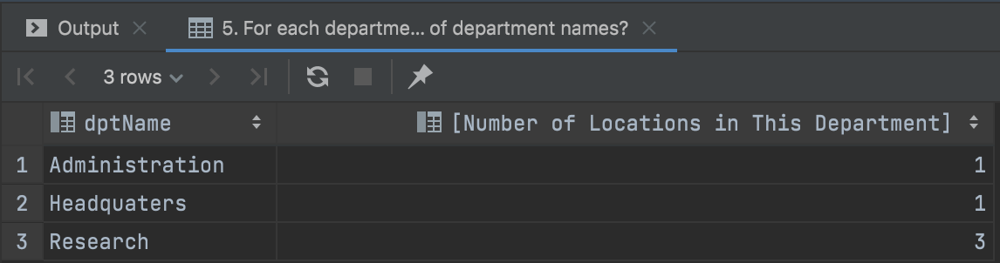 Output × 5. For each departme... of department names? ×
3 rows
dptName [Number of Locations in This Department]
1 Administration 1
2 Headquaters 1
3 Research 3